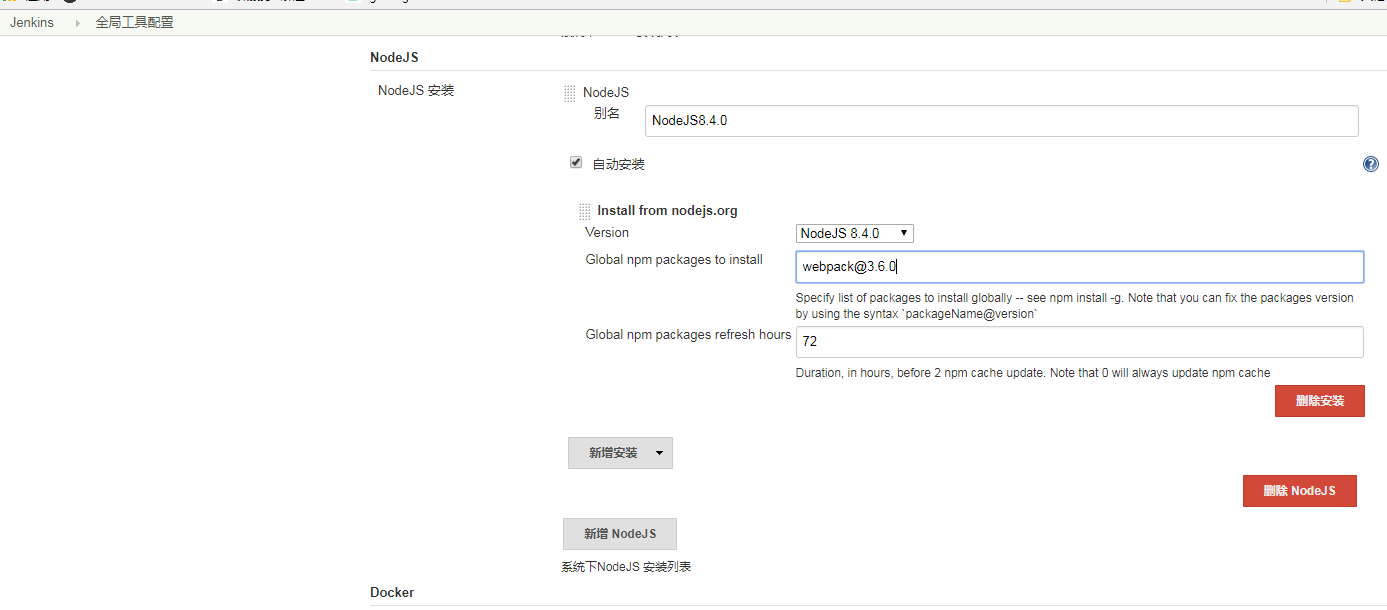 Jenkins 全局工具配置
NodeJS
NodeJS 安装
NodeJS
别名
NodeJS8.4.0
自动安装
Install from nodejs.org
Version
NodeJS 8.4.0
Global npm packages to install
webpack@3.6.0
Specify list of packages to install globally -- see npm install -g. Note that you can fix the packages version
by using the syntax `packageName@version`
Global npm packages refresh hours
72
Duration, in hours, before 2 npm cache update. Note that 0 will always update npm cache
删除安装
新增安装
删除 NodeJS
新增 NodeJS
系统下NodeJS 安装列表
Docker